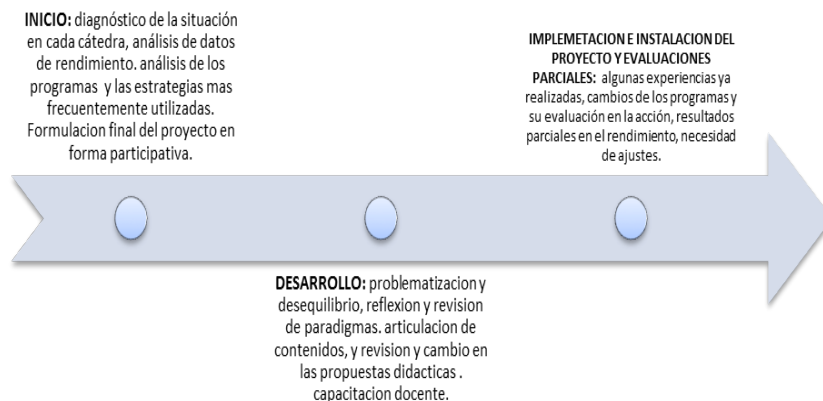 INICIO: diagnóstico de la situación
en cada cátedra, análisis de datos
de rendimiento. análisis de los
programas y las estrategias mas
frecuentemente utilizadas.
Formulacion final del proyecto en
forma participativa.
DESARROLLO: problematizacion y
desequilibrio, reflexion y revision
de paradigmas. articulacion de
contenidos, y revision y cambio en
las propuestas didacticas .
capacitacion docente.
IMPLEMETACION E INSTALACION DEL
PROYECTO Y EVALUACIONES
PARCIALES: algunas experiencias ya
realizadas, cambios de los programas y
su evaluación en la acción, resultados
parciales en el rendimiento, necesidad
de ajustes.